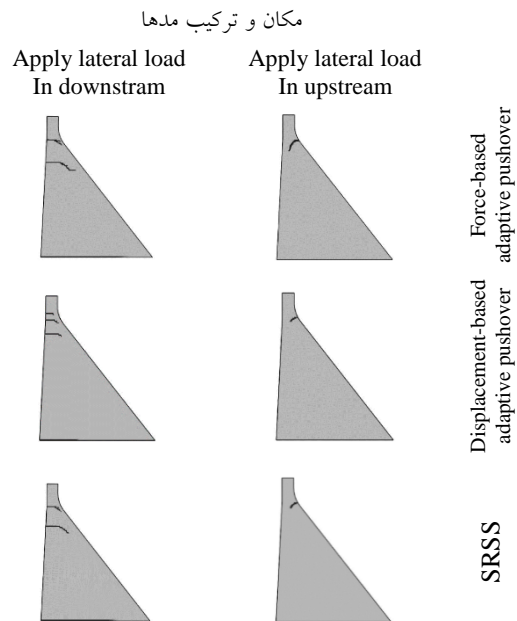 مکان و ترکیب مدها
Apply lateral load
In downstram
Apply lateral load
In upstream
Force-based
adaptive pushover
Displacement-based
adaptive pushover
SRSS